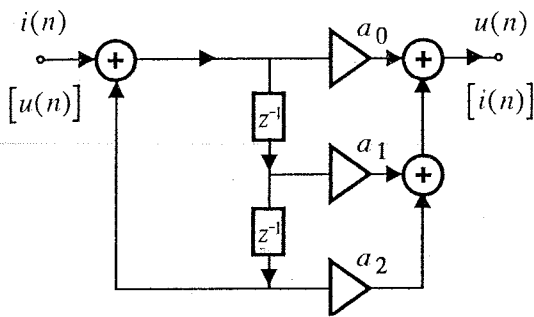 i(n)
a₀
u(n)
+
+
[u(n)]
[i(n)]
z⁻¹
a₁
+
z⁻¹
a₂